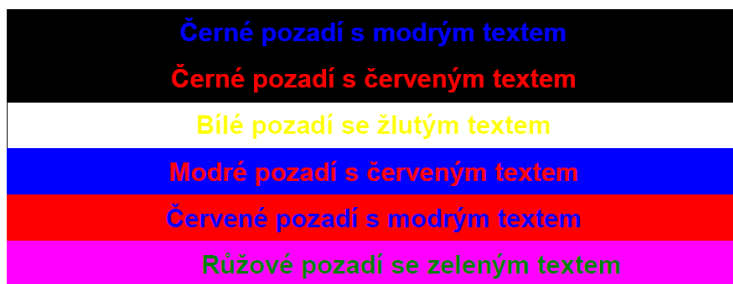 Černé pozadí s modrým textem
Černé pozadí s červeným textem
Bílé pozadí se žlutým textem
Modré pozadí s červeným textem
Červené pozadí s modrým textem
Růžové pozadí se zeleným textem